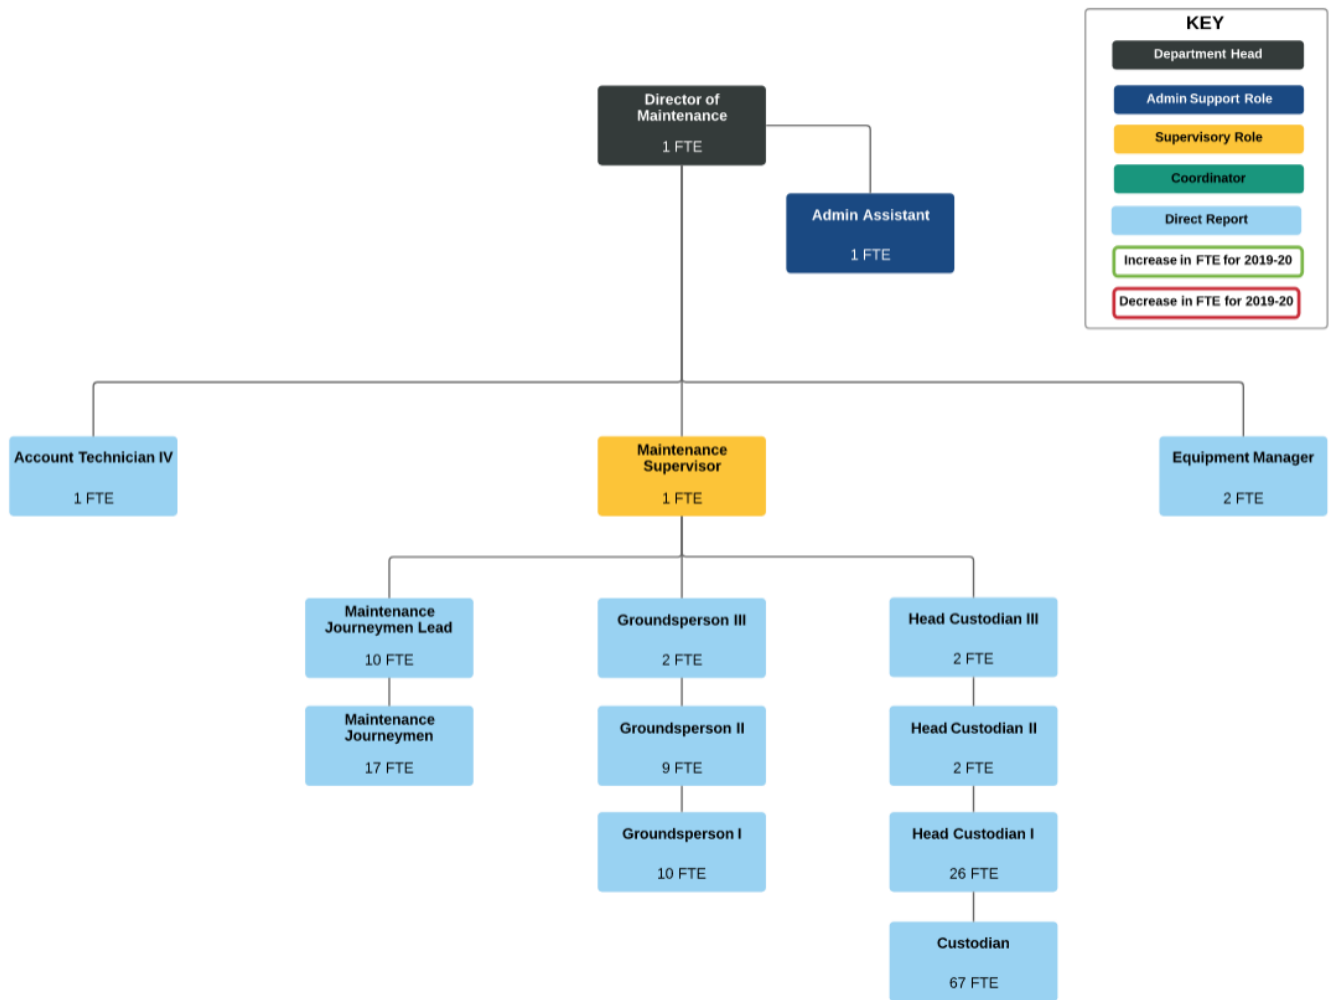 KEY
Department Head
Admin Support Role
Supervisory Role
Coordinator
Direct Report
Increase in FTE for 2019-20
Decrease in FTE for 2019-20
Director of
Maintenance
1 FTE
Admin Assistant
1 FTE
Account Technician IV
1 FTE
Maintenance
Supervisor
1 FTE
Equipment Manager
2 FTE
Maintenance
Journeymen Lead
10 FTE
Groundsperson III
2 FTE
Head Custodian III
2 FTE
Maintenance
Journeymen
17 FTE
Groundsperson II
9 FTE
Head Custodian II
2 FTE
Groundsperson I
10 FTE
Head Custodian I
26 FTE
Custodian
67 FTE